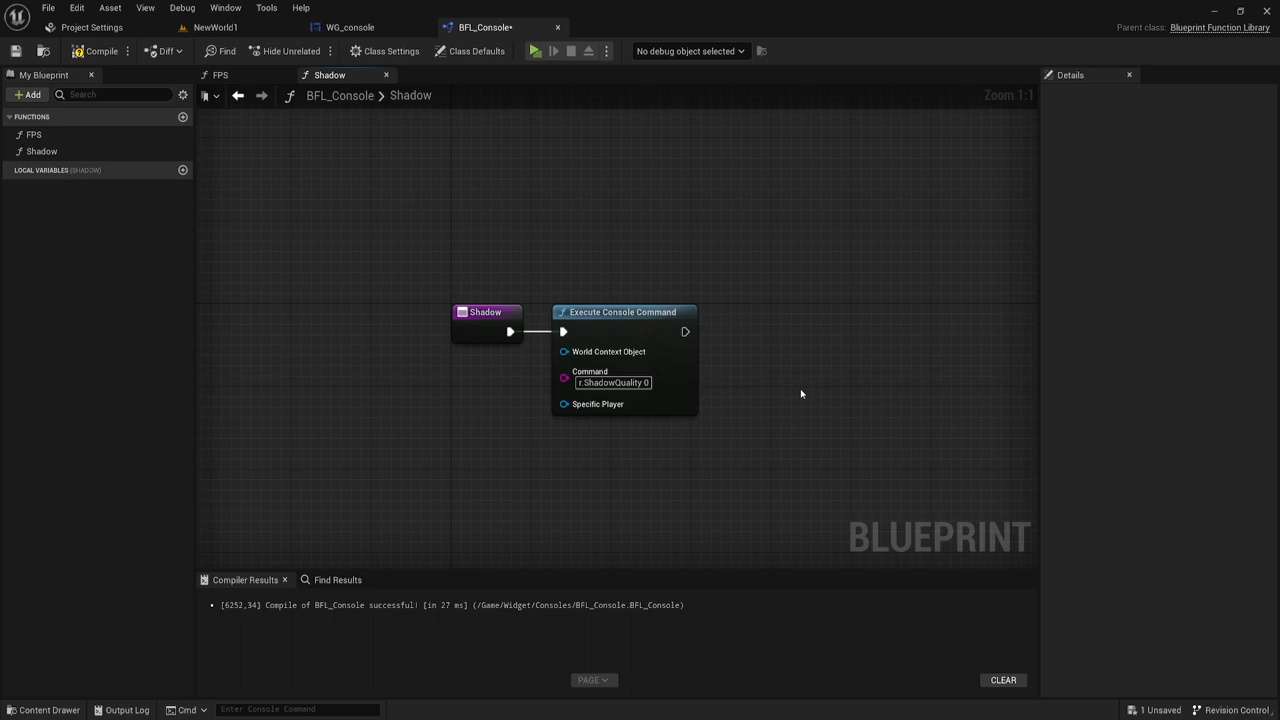 File Edit Asset View Debug Window Tools Help
Project Settings NewWorld1 WG_console BFL_Console• Parent class: Blueprint Function Library
Compile Diff Find Hide Unrelated Class Settings Class Defaults No debug object selected
My Blueprint FPS Shadow Details
Add Search BFL_Console Shadow Zoom 1:1
FUNCTIONS
FPS
Shadow
LOCAL VARIABLES (SHADOW)
Shadow Execute Console Command
World Context Object
Command
r.ShadowQuality 0
Specific Player
BLUEPRINT
Compiler Results Find Results
[6252,34] Compile of BFL_Console successful! [in 27 ms] (/Game/Widget/Consoles/BFL_Console.BFL_Console)
PAGE CLEAR
Content Drawer Output Log Cmd Enter Console Command 1 Unsaved Revision Control